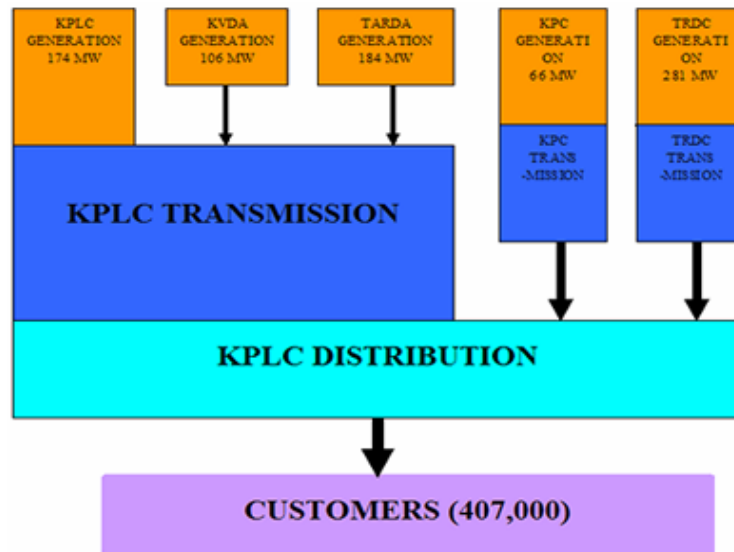 KPLC
GENERATION
174 MW
KVDA
GENERATION
106 MW
TARDA
GENERATION
184 MW
KPC
GENERATI
ON
66 MW
TRDC
GENERATI
ON
281 MW
KPC
TRANS
-MISSION
TRDC
TRANS
-MISSION
KPLC TRANSMISSION
KPLC DISTRIBUTION
CUSTOMERS (407,000)